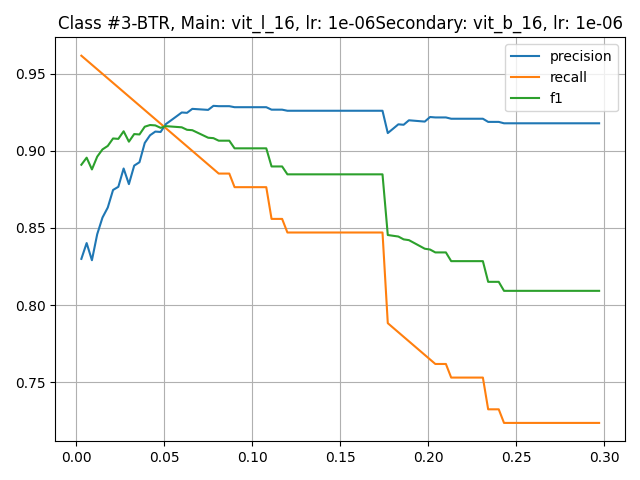 Class #3-BTR, Main: vit_l_16, lr: 1e-06Secondary: vit_b_16, lr: 1e-06
precision
recall
f1
0.95
0.90
0.85
0.80
0.75
0.00 0.05 0.10 0.15 0.20 0.25 0.30